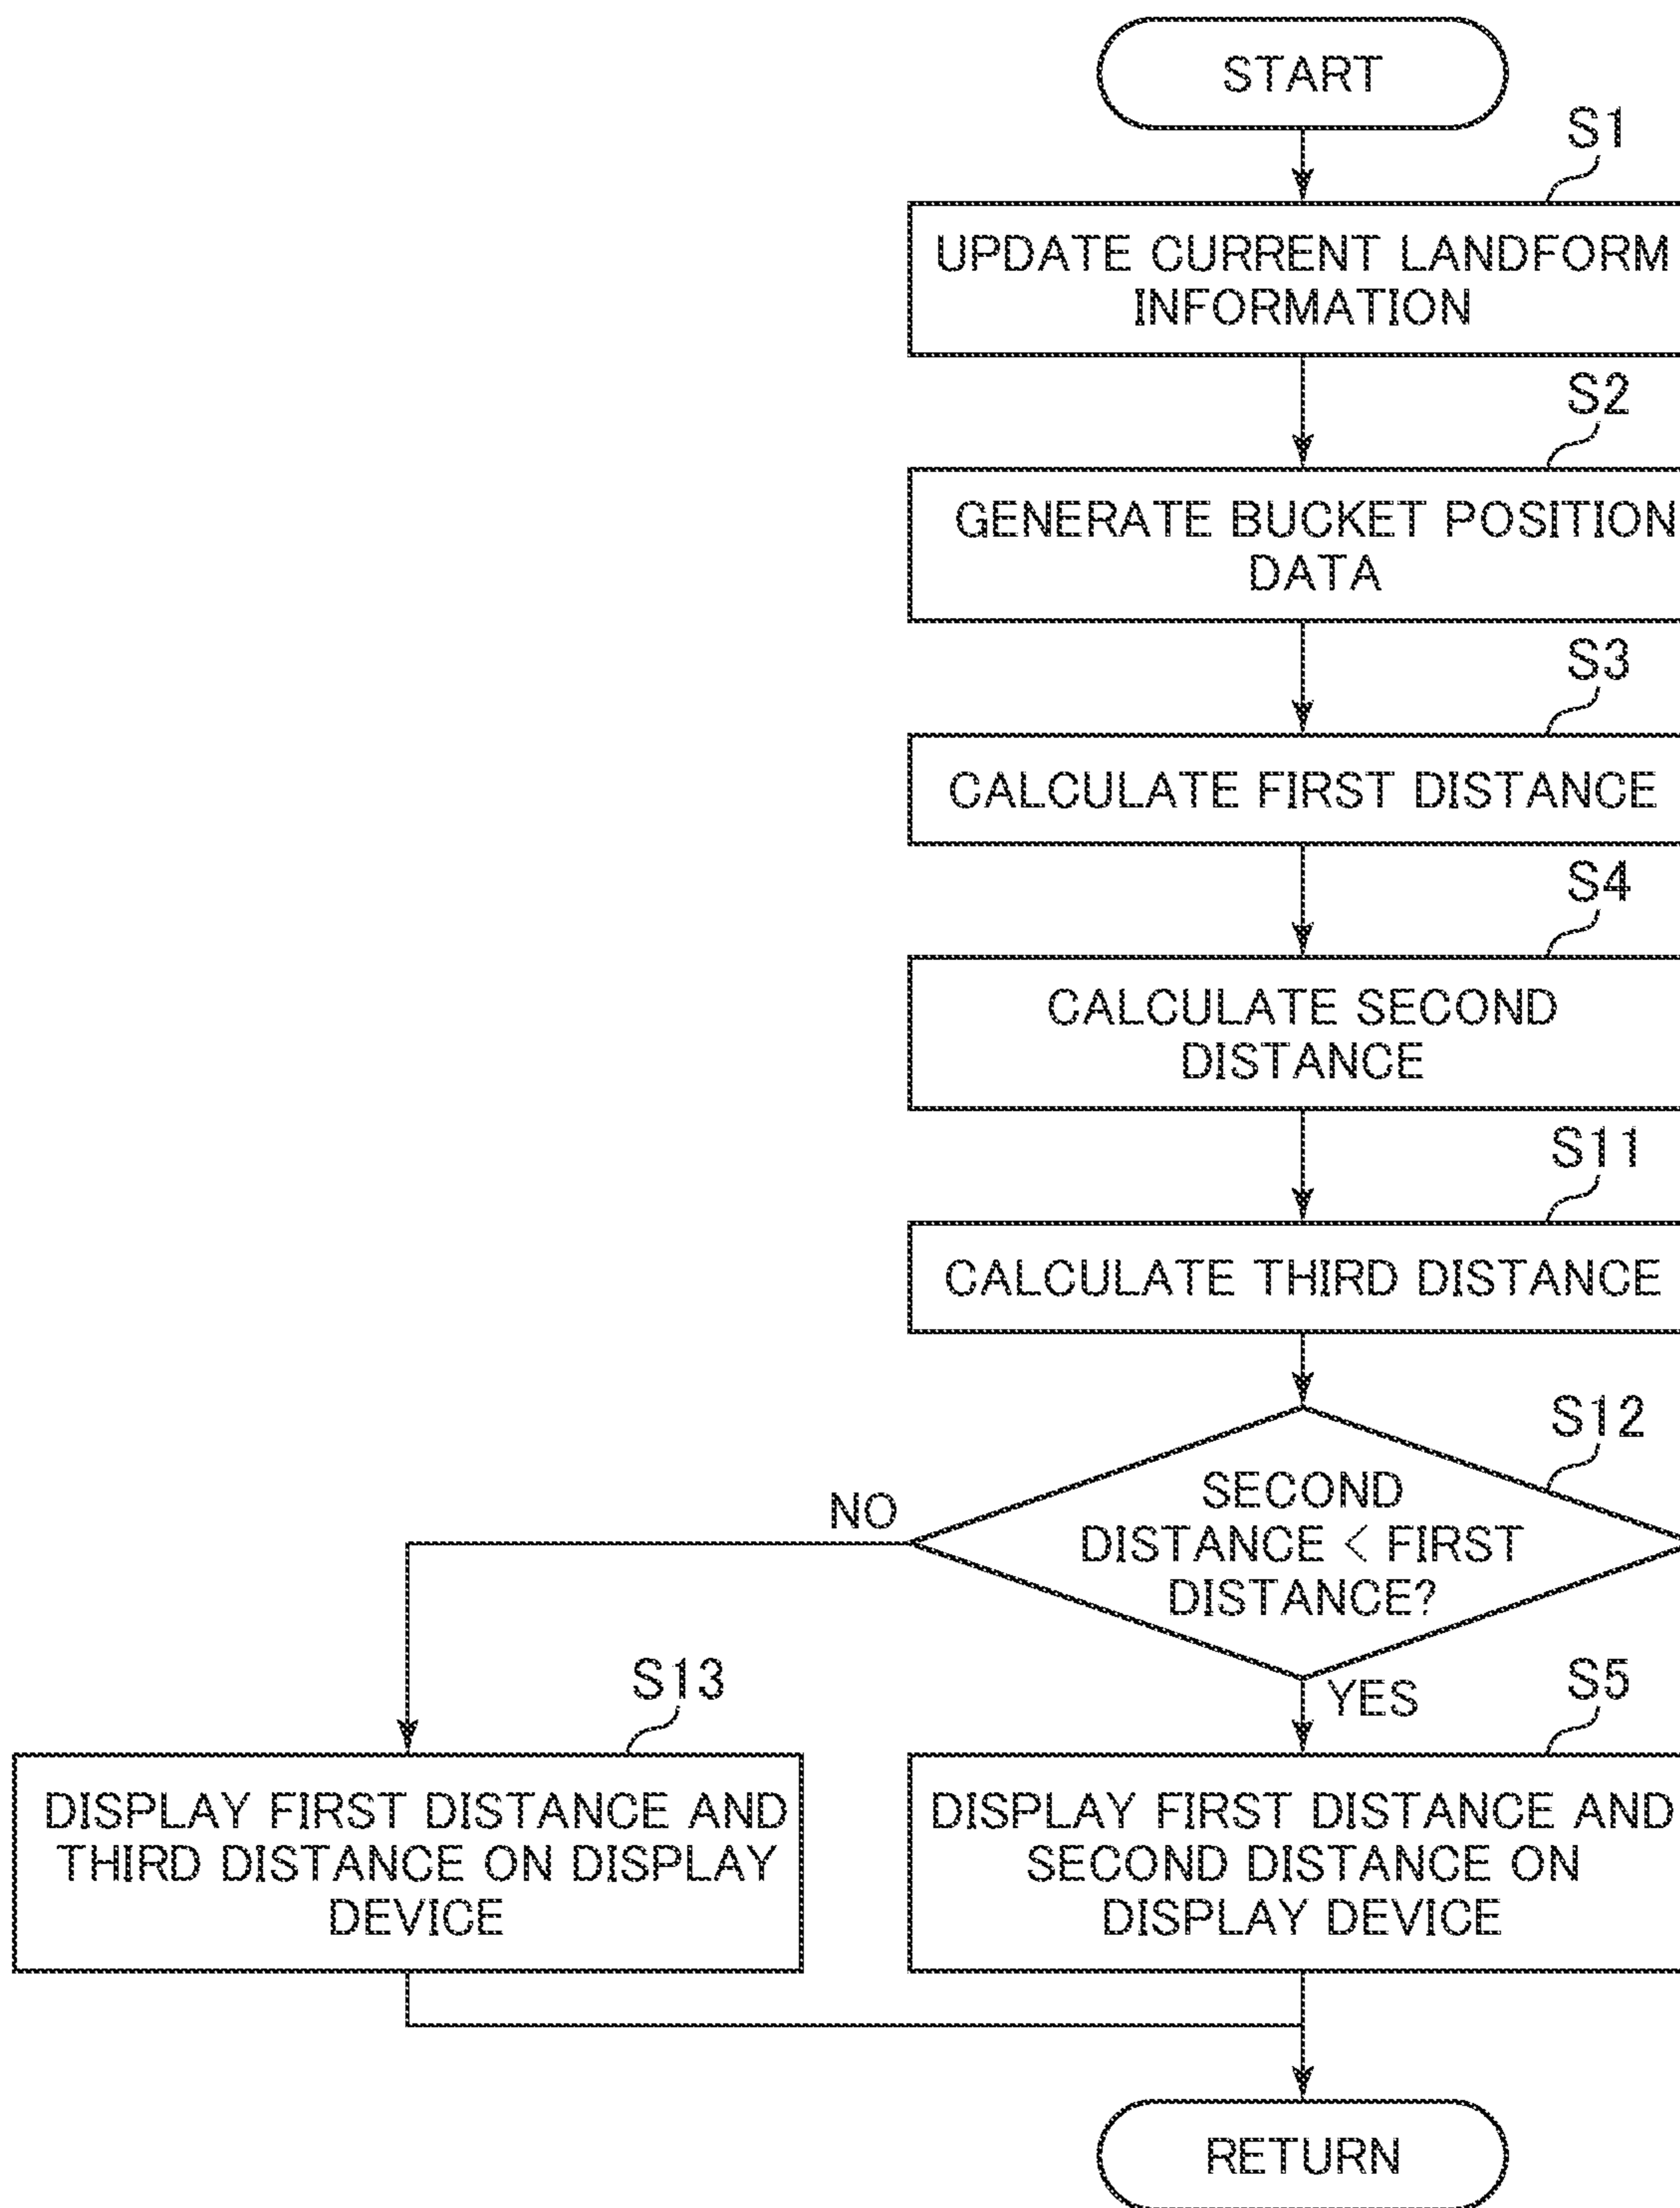 START
S1
UPDATE CURRENT LANDFORM
INFORMATION
S2
GENERATE BUCKET POSITION
DATA
S3
CALCULATE FIRST DISTANCE
S4
CALCULATE SECOND
DISTANCE
S11
CALCULATE THIRD DISTANCE
S12
SECOND
DISTANCE < FIRST
DISTANCE?
NO
YES
S13
DISPLAY FIRST DISTANCE AND
THIRD DISTANCE ON DISPLAY
DEVICE
S5
DISPLAY FIRST DISTANCE AND
SECOND DISTANCE ON
DISPLAY DEVICE
RETURN